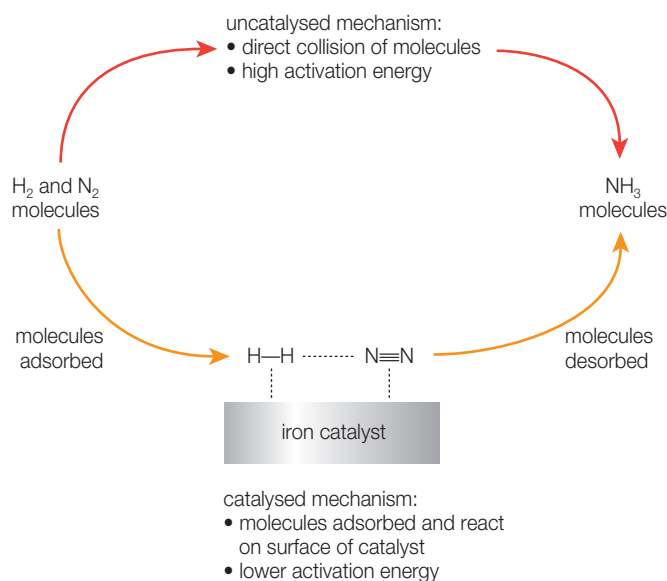 uncatalysed mechanism:
• direct collision of molecules
• high activation energy
H₂ and N₂
molecules
NH₃
molecules
molecules
adsorbed
H—H ········ N≡N
molecules
desorbed
iron catalyst
catalysed mechanism:
• molecules adsorbed and react
on surface of catalyst
• lower activation energy